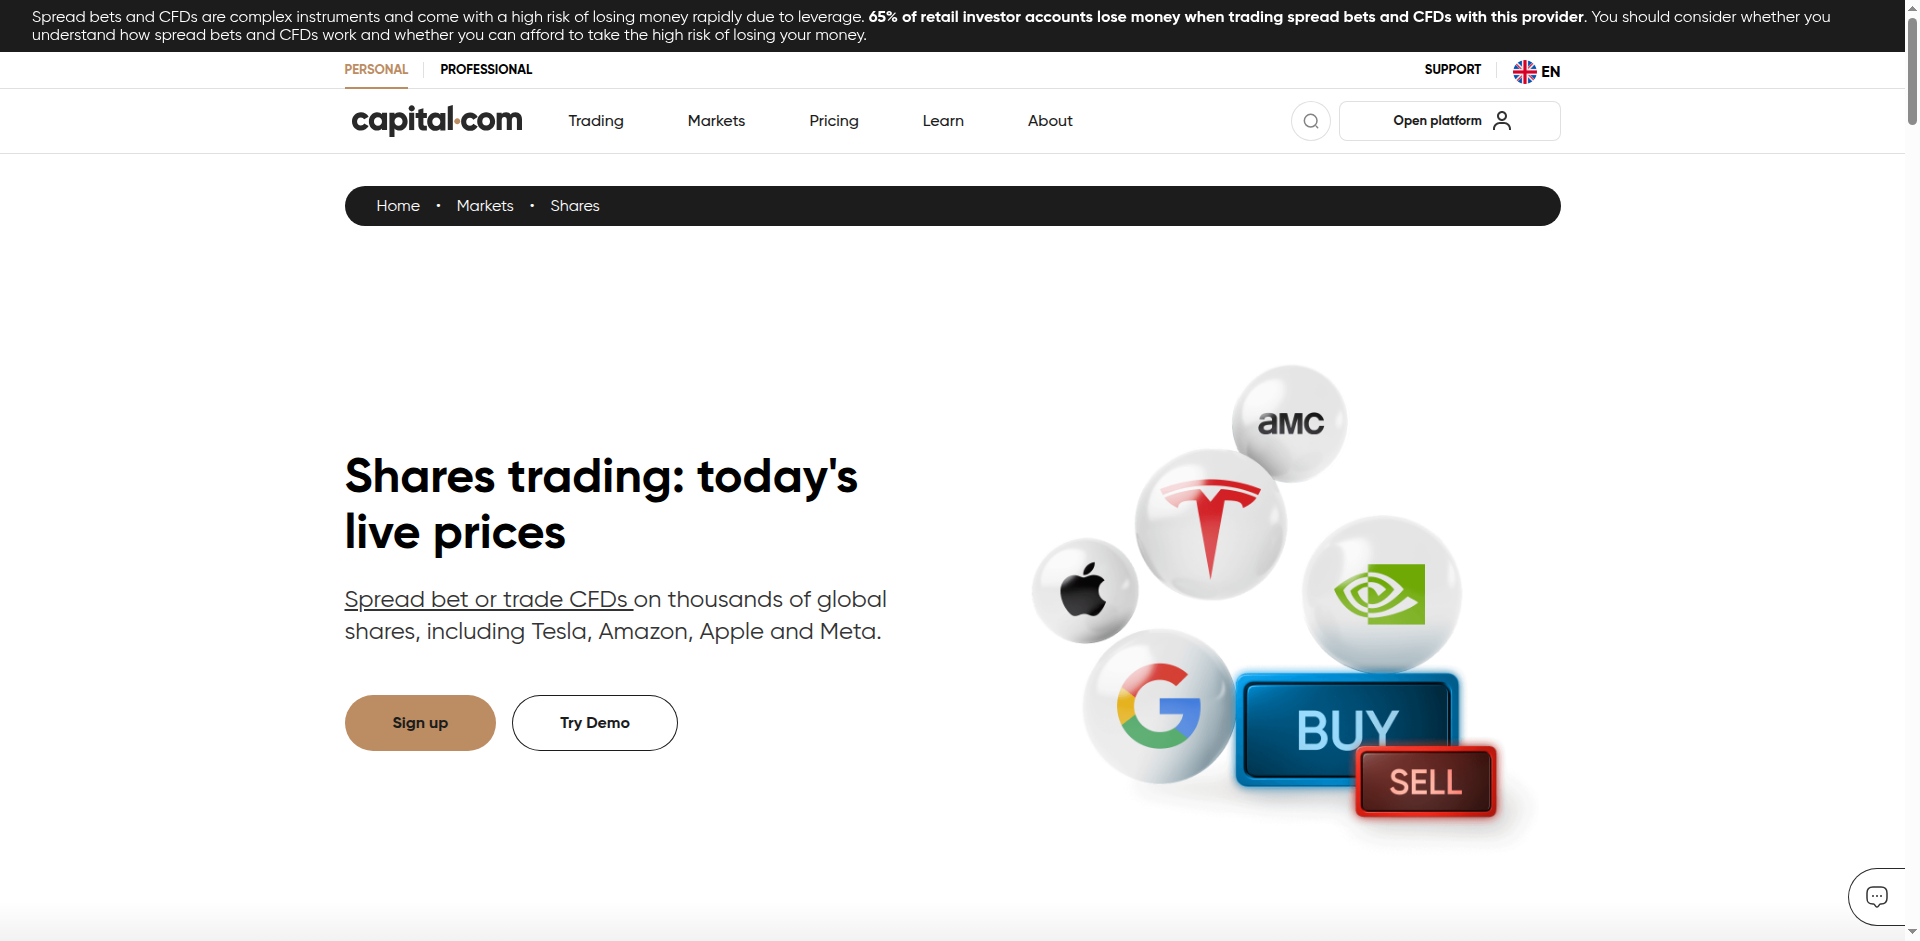 Spread bets and CFDs are complex instruments and come with a high risk of losing money rapidly due to leverage. 65% of retail investor accounts lose money when trading spread bets and CFDs with this provider. You should consider whether you
understand how spread bets and CFDs work and whether you can afford to take the high risk of losing your money.
PERSONAL PROFESSIONAL SUPPORT EN
capital.com Trading Markets Pricing Learn About Open platform
Home • Markets • Shares
aMC
Shares trading: today's
live prices
Spread bet or trade CFDs on thousands of global
shares, including Tesla, Amazon, Apple and Meta.
Sign up Try Demo
BUY
SELL